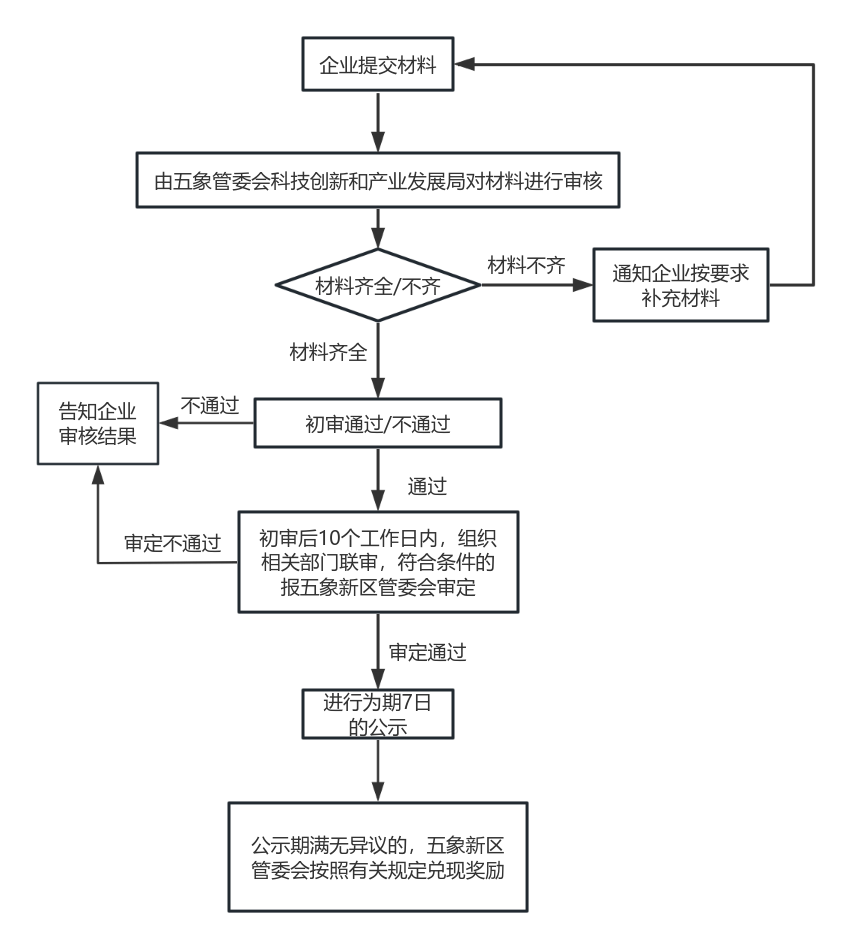 企业提交材料
由五象管委会科技创新和产业发展局对材料进行审核
材料齐全/不齐
材料不齐
通知企业按要求
补充材料
材料齐全
告知企业
审核结果
不通过
初审通过/不通过
通过
初审后10个工作日内，组织
相关部门联审，符合条件的
报五象新区管委会审定
审定不通过
审定通过
进行为期7日
的公示
公示期满无异议的，五象新区
管委会按照有关规定兑现奖励